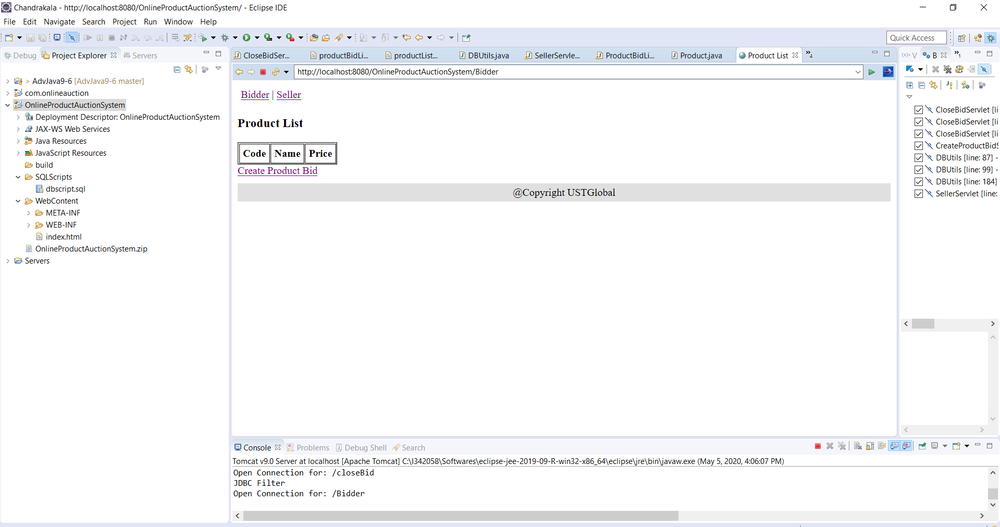 Chandrakala - http://localhost:8080/OnlineProductAuctionSystem/ - Eclipse IDE
File Edit Navigate Search Project Run Window Help
Quick Access
Debug Project Explorer Servers
> AdvJava9-6 [AdvJava9-6 master]
com.onlineauction
OnlineProductAuctionSystem
Deployment Descriptor: OnlineProductAuctionSystem
JAX-WS Web Services
Java Resources
JavaScript Resources
build
SQLScripts
dbscript.sql
WebContent
META-INF
WEB-INF
index.html
OnlineProductAuctionSystem.zip
Servers
CloseBidSer... productBidLi... productList... DBUtils.java SellerServle... ProductBidLi... Product.java Product List »4
http://localhost:8080/OnlineProductAuctionSystem/Bidder
Bidder | Seller
Product List
Code Name Price
Create Product Bid
@Copyright USTGlobal
(x)= V B »1
CloseBidServlet [li
CloseBidServlet [li
CloseBidServlet [li
CreateProductBidS
DBUtils [line: 87] -
DBUtils [line: 99] -
DBUtils [line: 184]
SellerServlet [line:
Console Problems Debug Shell Search
Tomcat v9.0 Server at localhost [Apache Tomcat] C:\I342058\Softwares\eclipse-jee-2019-09-R-win32-x86_64\eclipse\jre\bin\javaw.exe (May 5, 2020, 4:06:07 PM)
Open Connection for: /closeBid
JDBC Filter
Open Connection for: /Bidder